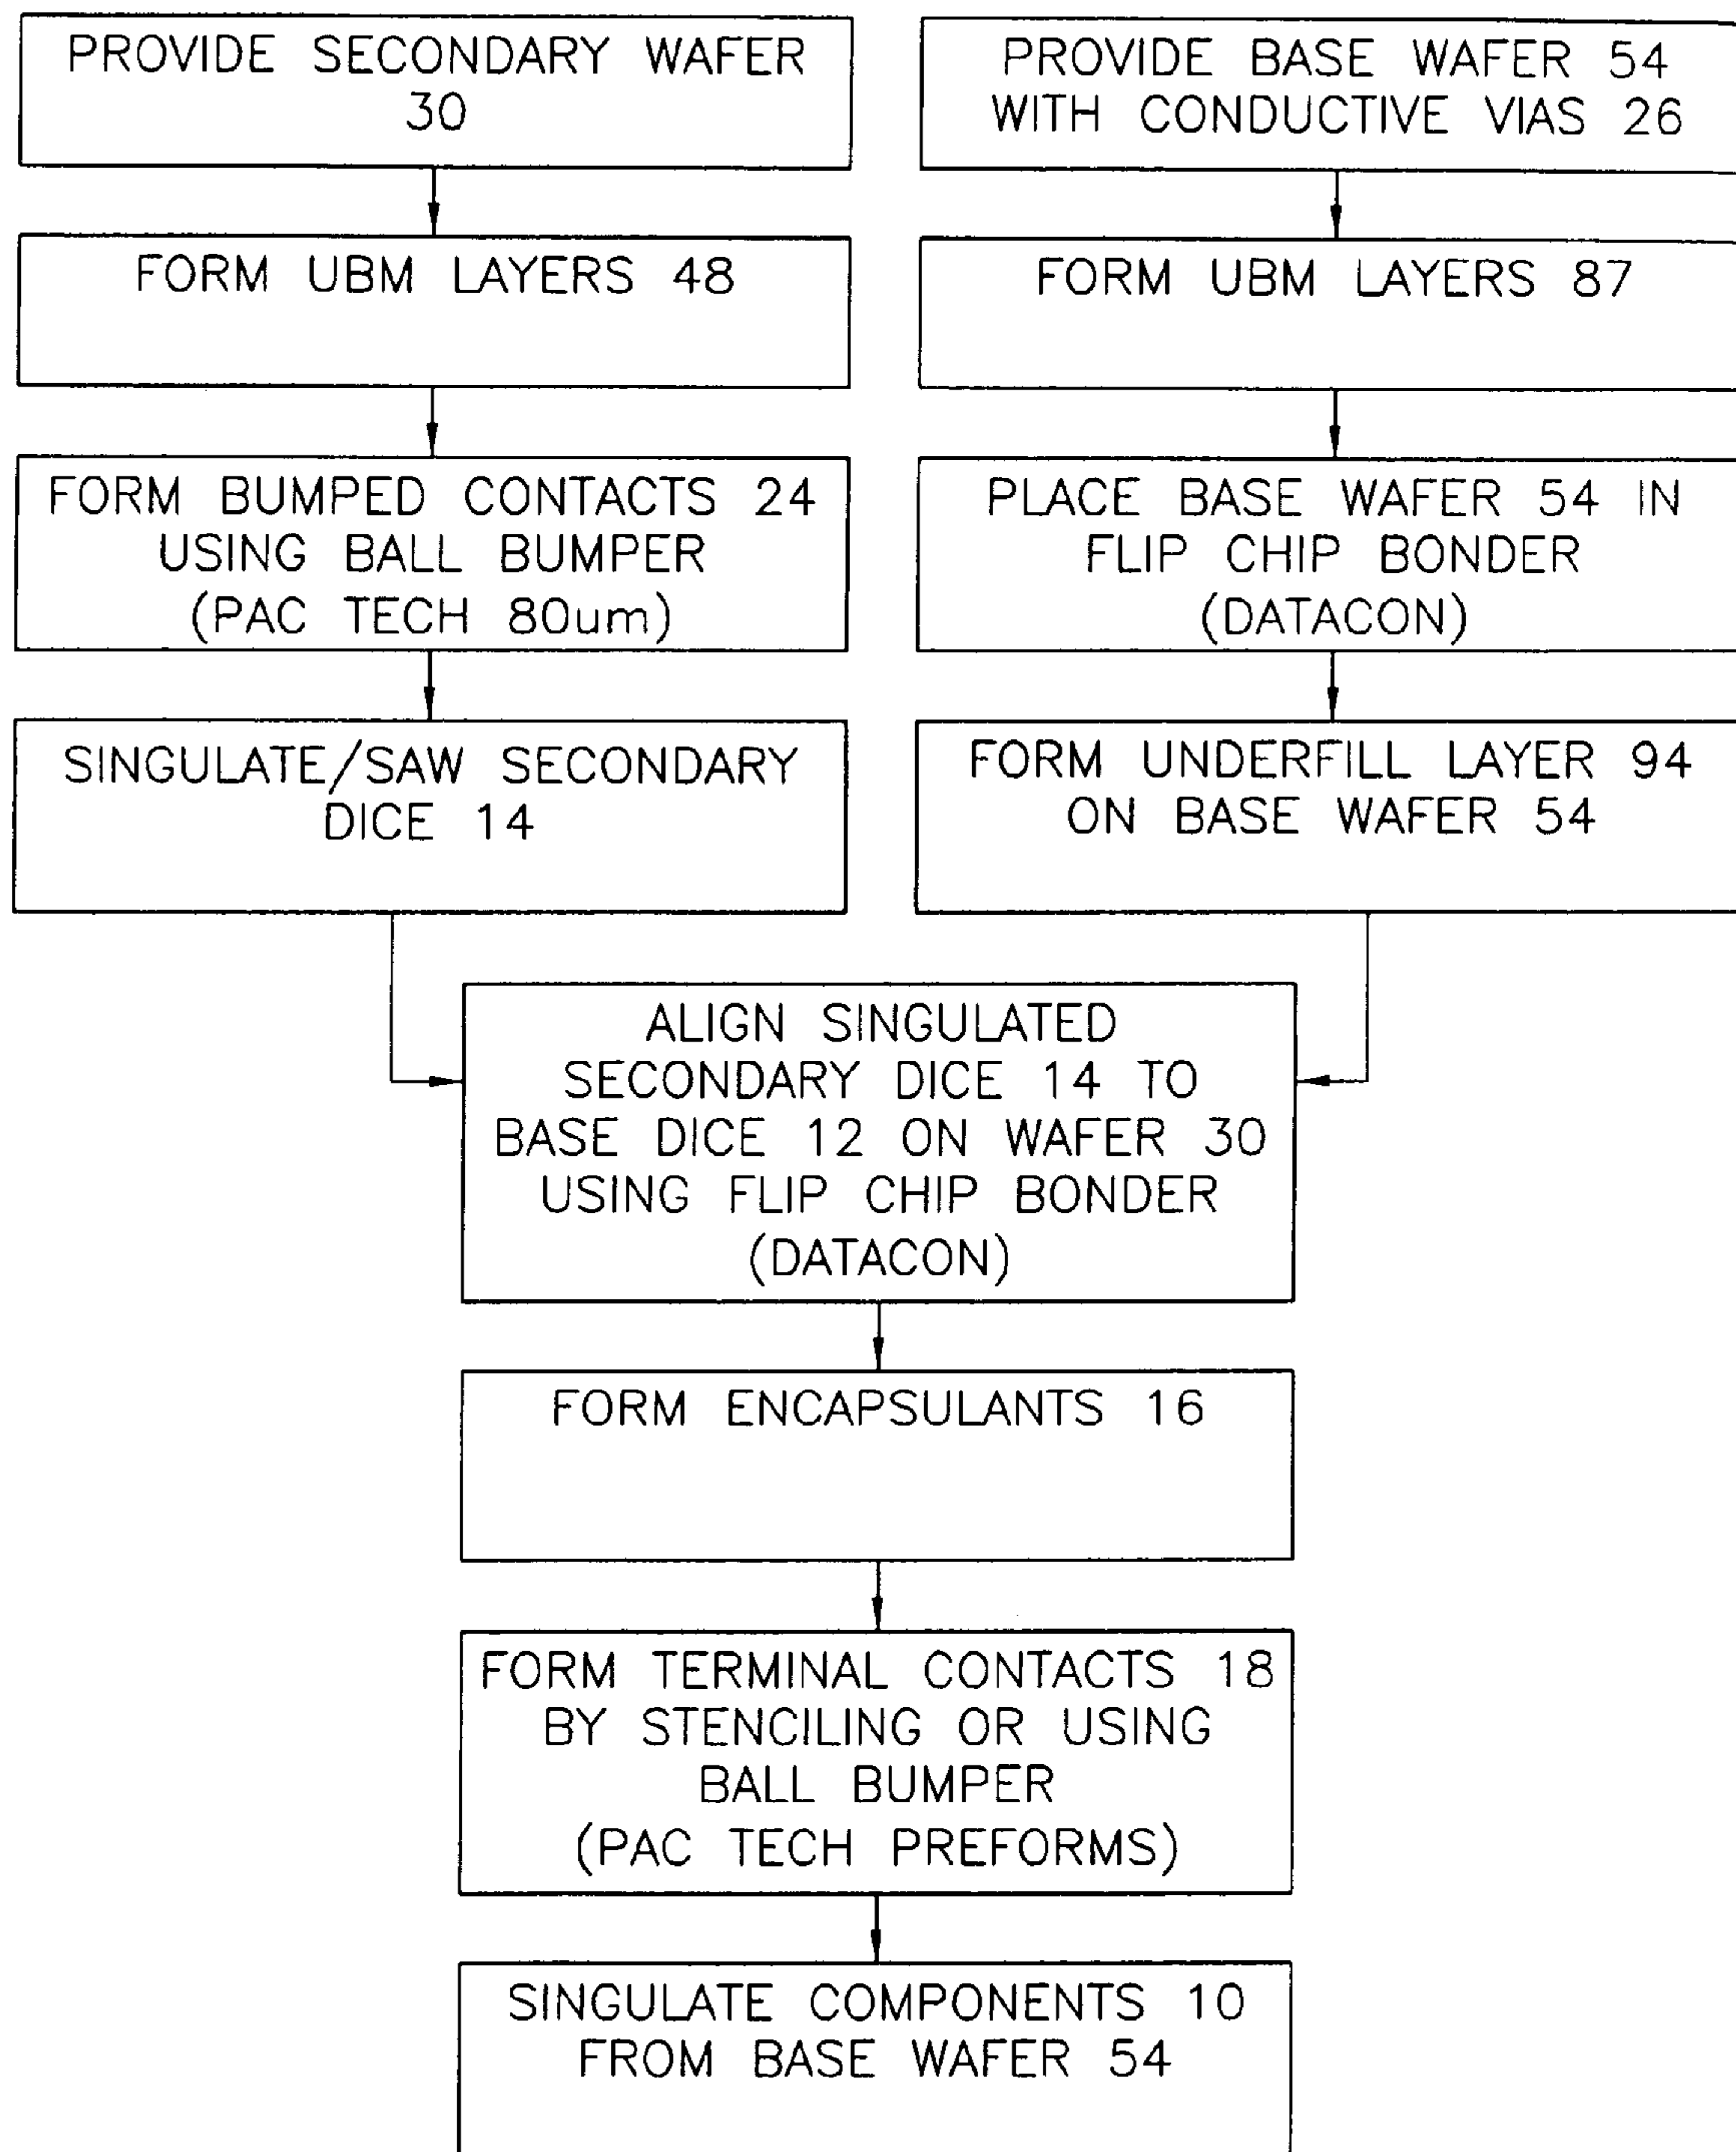 PROVIDE SECONDARY WAFER
30
FORM UBM LAYERS 48
FORM BUMPED CONTACTS 24
USING BALL BUMPER
(PAC TECH 80um)
SINGULATE/SAW SECONDARY
DICE 14
PROVIDE BASE WAFER 54
WITH CONDUCTIVE VIAS 26
FORM UBM LAYERS 87
PLACE BASE WAFER 54 IN
FLIP CHIP BONDER
(DATACON)
FORM UNDERFILL LAYER 94
ON BASE WAFER 54
ALIGN SINGULATED
SECONDARY DICE 14 TO
BASE DICE 12 ON WAFER 30
USING FLIP CHIP BONDER
(DATACON)
FORM ENCAPSULANTS 16
FORM TERMINAL CONTACTS 18
BY STENCILING OR USING
BALL BUMPER
(PAC TECH PREFORMS)
SINGULATE COMPONENTS 10
FROM BASE WAFER 54